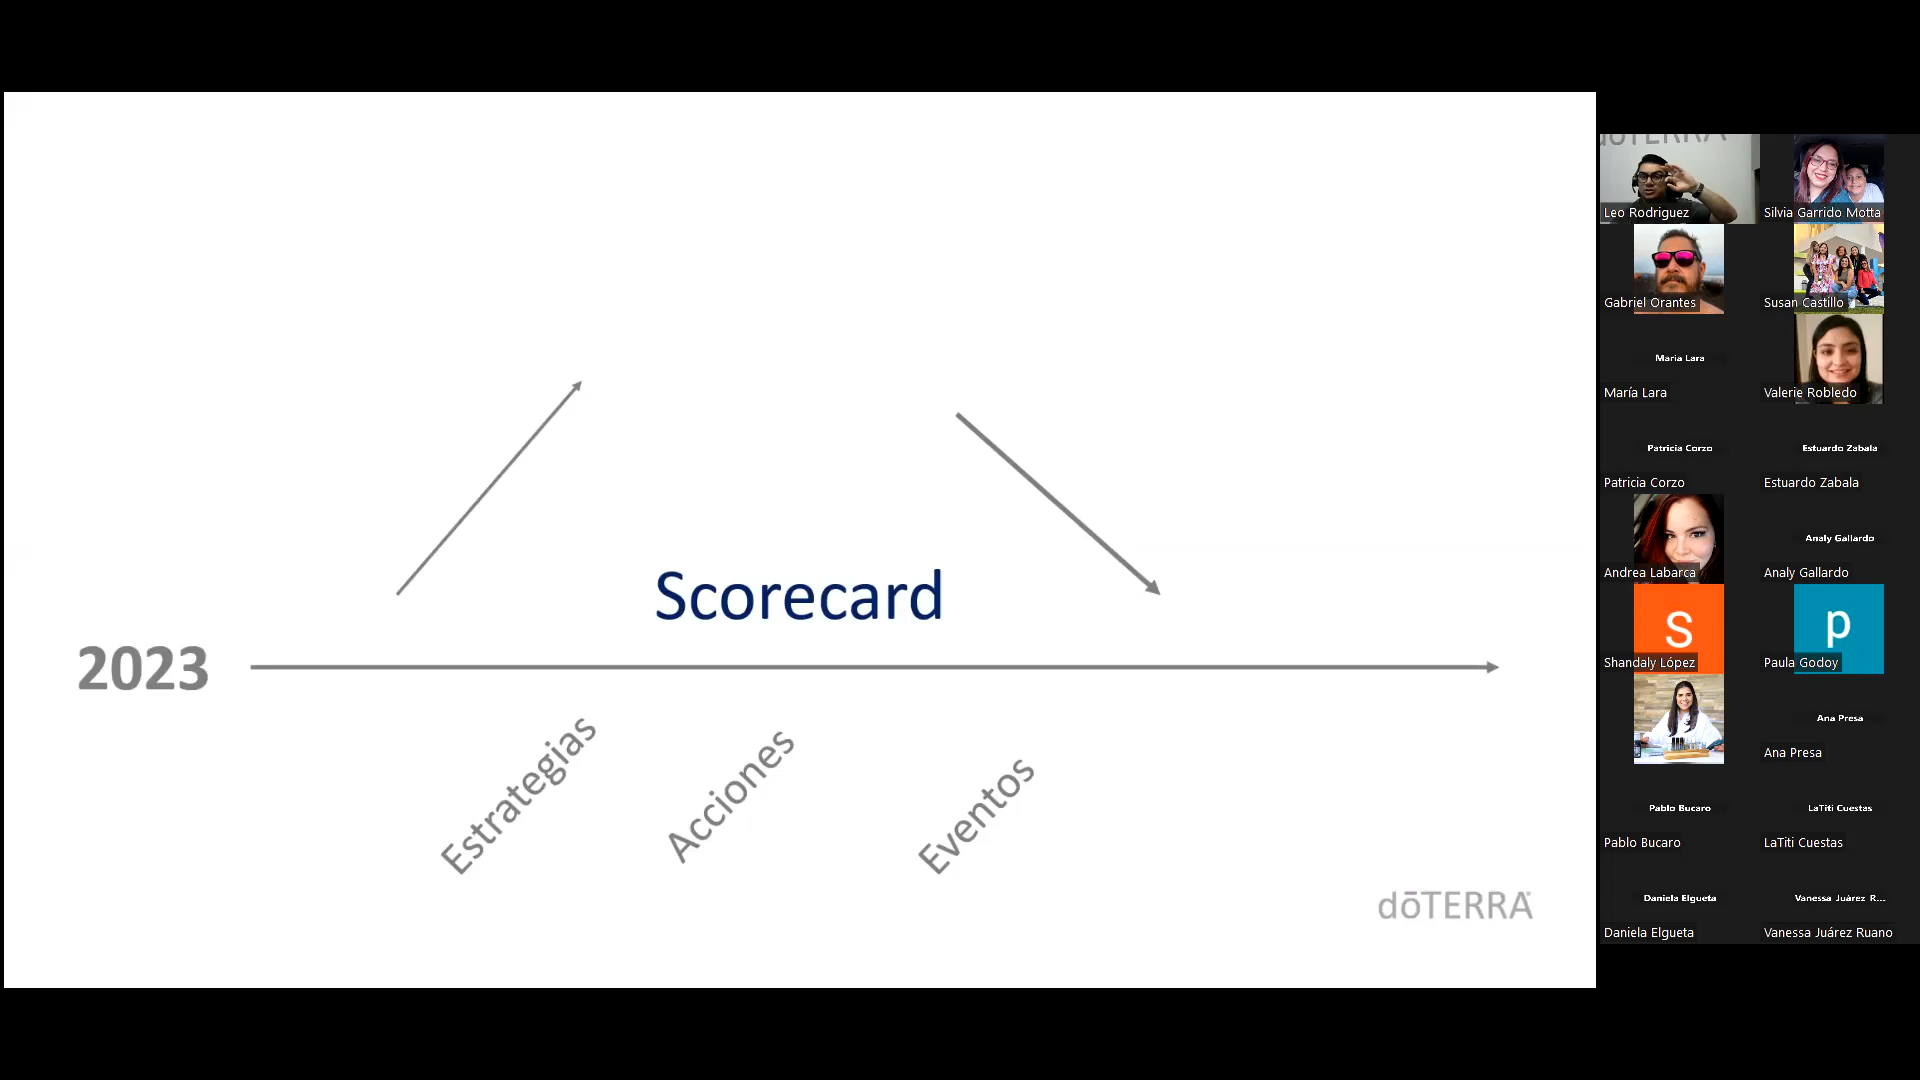 Scorecard
2023
Estrategias
Acciones
Eventos
dōTERRA
dōTERRA
Leo Rodriguez
Silvia Garrido Motta
Gabriel Orantes
Susan Castillo
Maria Lara
María Lara
Valerie Robledo
Patricia Corzo
Estuardo Zabala
Patricia Corzo
Estuardo Zabala
Analy Gallardo
Andrea Labarca
Analy Gallardo
S
p
Shandaly López
Paula Godoy
Ana Presa
Ana Presa
Pablo Bucaro
LaTiti Cuestas
Pablo Bucaro
LaTiti Cuestas
Daniela Elgueta
Vanessa Juárez R...
Daniela Elgueta
Vanessa Juárez Ruano